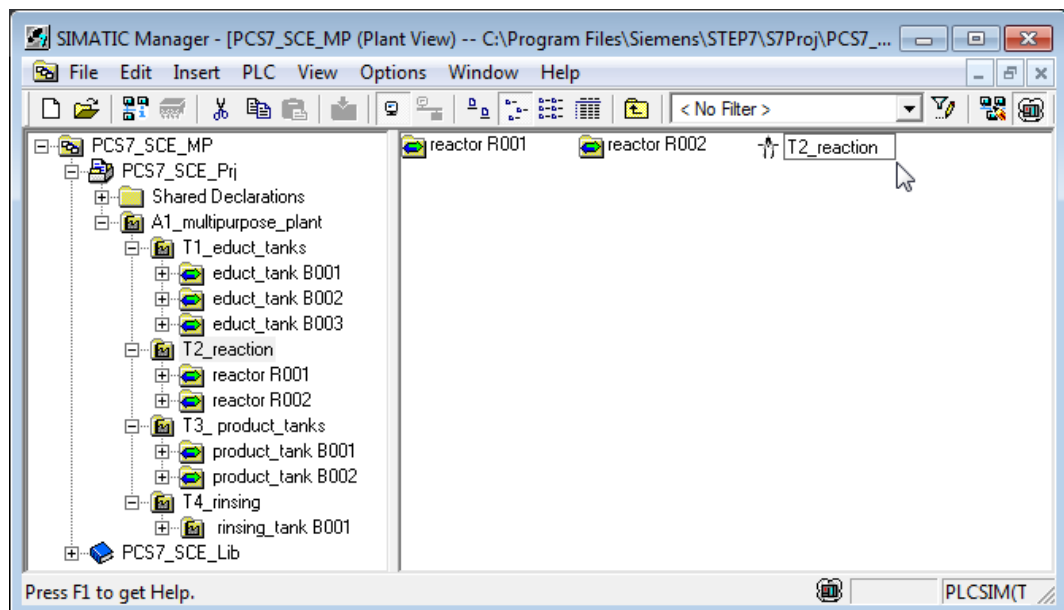 SIMATIC Manager - [PCS7_SCE_MP (Plant View) -- C:\Program Files\Siemens\STEP7\S7Proj\PCS7_...
File Edit Insert PLC View Options Window Help
< No Filter >
PCS7_SCE_MP
PCS7_SCE_Prj
Shared Declarations
A1_multipurpose_plant
T1_educt_tanks
educt_tank B001
educt_tank B002
educt_tank B003
T2_reaction
reactor R001
reactor R002
T3_ product_tanks
product_tank B001
product_tank B002
T4_rinsing
rinsing_tank B001
PCS7_SCE_Lib
reactor R001 reactor R002 T2_reaction
Press F1 to get Help.
PLCSIM(T